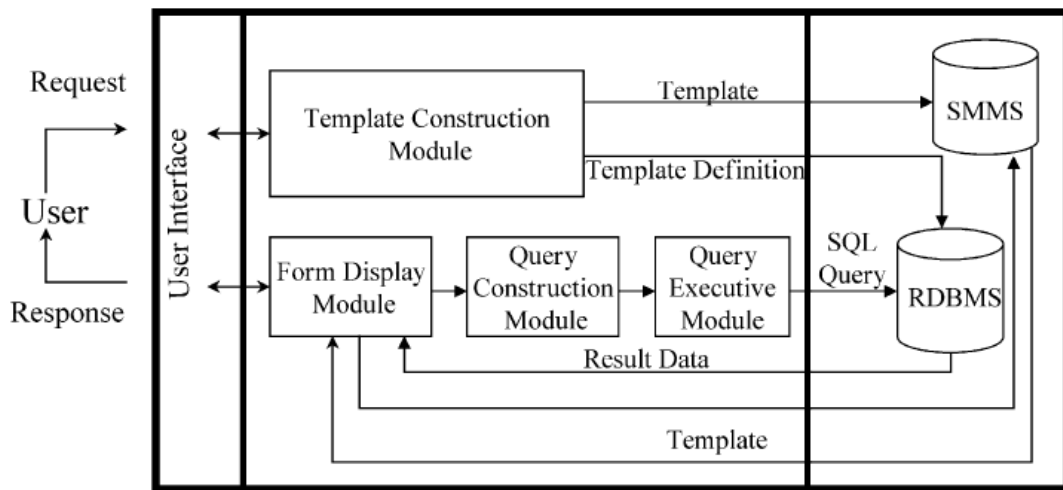 Request
User
Response
User Interface
Template Construction
Module
Template
SMMS
Template Definition
Form Display
Module
Query
Construction
Module
Query
Executive
Module
SQL
Query
RDBMS
Result Data
Template